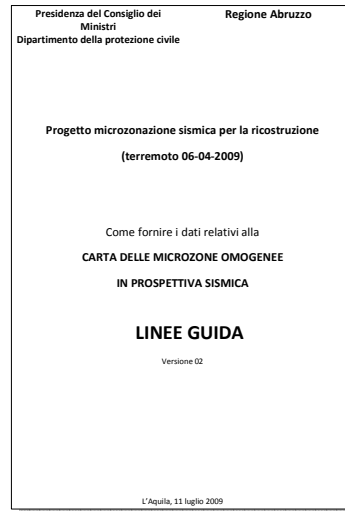 Presidenza del Consiglio dei
Ministri
Dipartimento della protezione civile
Regione Abruzzo
Progetto microzonazione sismica per la ricostruzione
(terremoto 06-04-2009)
Come fornire i dati relativi alla
CARTA DELLE MICROZONE OMOGENEE
IN PROSPETTIVA SISMICA
LINEE GUIDA
Versione 02
L'Aquila, 11 luglio 2009